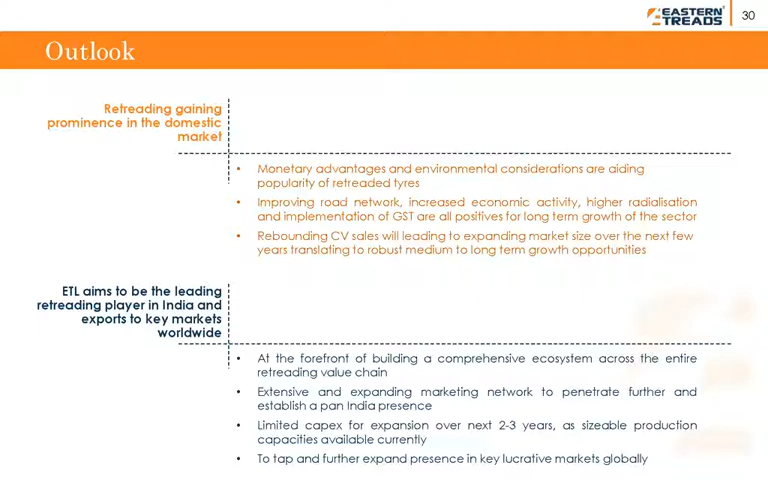 EASTERN
TREADS
30
Outlook
Retreading gaining
prominence in the domestic
market
• Monetary advantages and environmental considerations are aiding
popularity of retreaded tyres
• Improving road network, increased economic activity, higher radialisation
and implementation of GST are all positives for long term growth of the sector
• Rebounding CV sales will leading to expanding market size over the next few
years translating to robust medium to long term growth opportunities
ETL aims to be the leading
retreading player in India and
exports to key markets
worldwide
• At the forefront of building a comprehensive ecosystem across the entire
retreading value chain
• Extensive and expanding marketing network to penetrate further and
establish a pan India presence
• Limited capex for expansion over next 2-3 years, as sizeable production
capacities available currently
• To tap and further expand presence in key lucrative markets globally